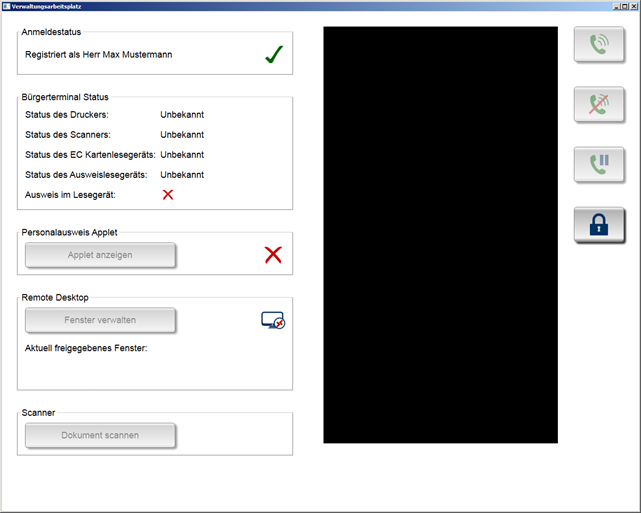 Verwaltungsarbeitsplatz
Anmeldestatus
Registriert als Herr Max Mustermann
Bürgerterminal Status
Status des Druckers: Unbekannt
Status des Scanners: Unbekannt
Status des EC Kartenlesegeräts: Unbekannt
Status des Ausweislesegeräts: Unbekannt
Ausweis im Lesegerät:
Personalausweis Applet
Applet anzeigen
Remote Desktop
Fenster verwalten
Aktuell freigegebenes Fenster:
Scanner
Dokument scannen